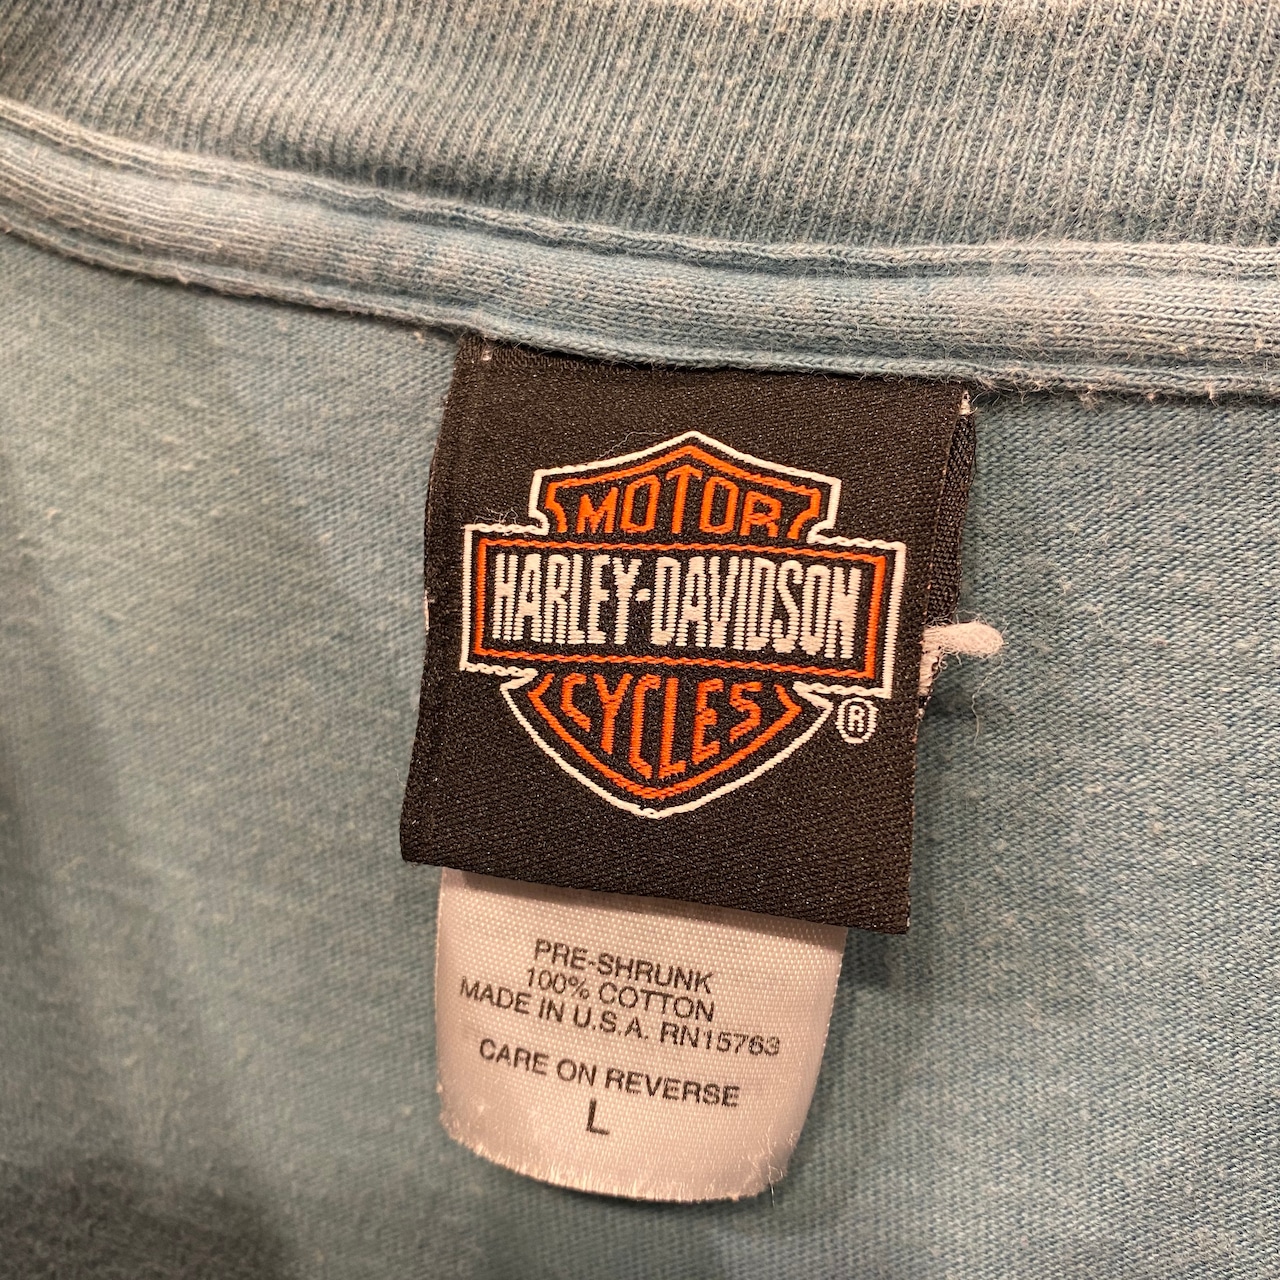 MOTOR
HARLEY-DAVIDSON
CYCLES
®
PRE-SHRUNK
100% COTTON
MADE IN U.S.A. RN15763
CARE ON REVERSE
L